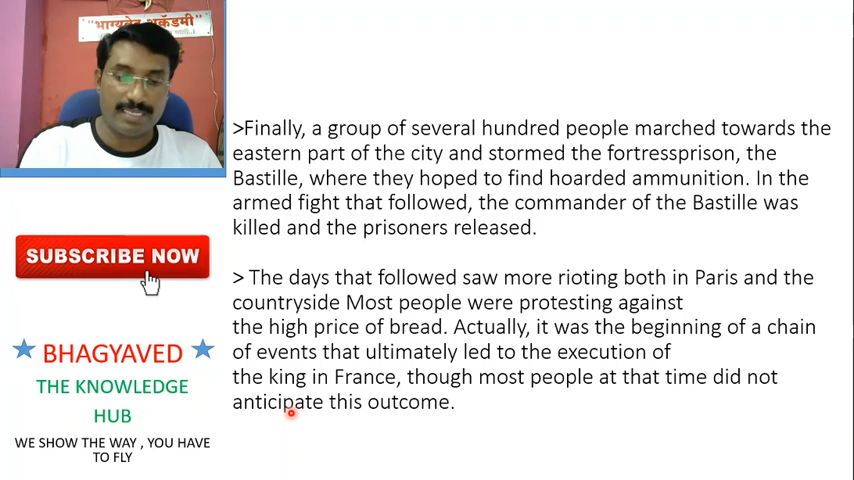 "भाग्यवेद अकॅडमी"
>Finally, a group of several hundred people marched towards the
eastern part of the city and stormed the fortressprison, the
Bastille, where they hoped to find hoarded ammunition. In the
armed fight that followed, the commander of the Bastille was
killed and the prisoners released.
> The days that followed saw more rioting both in Paris and the
countryside Most people were protesting against
the high price of bread. Actually, it was the beginning of a chain
of events that ultimately led to the execution of
the king in France, though most people at that time did not
anticipate this outcome.
SUBSCRIBE NOW
BHAGYAVED
THE KNOWLEDGE
HUB
WE SHOW THE WAY , YOU HAVE
TO FLY